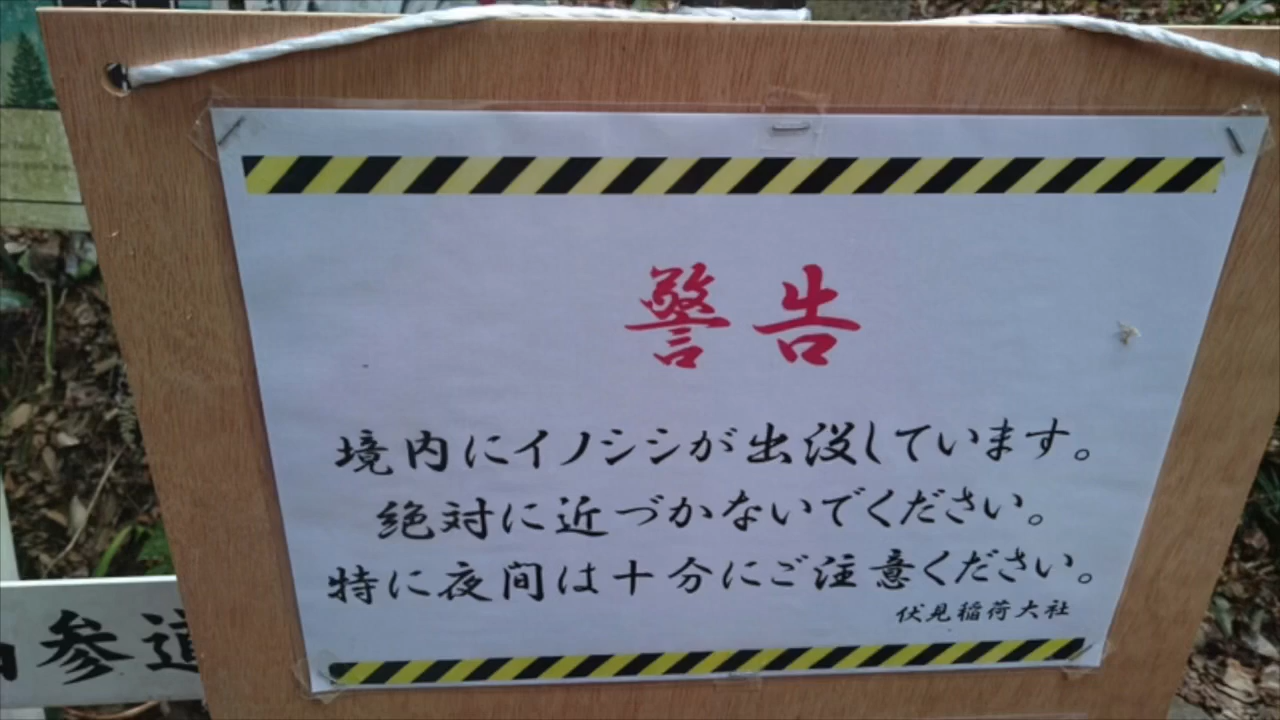 警告
境内にイノシシが出没しています。
絶対に近づかないでください。
特に夜間は十分にご注意ください。
伏見稲荷大社
参道